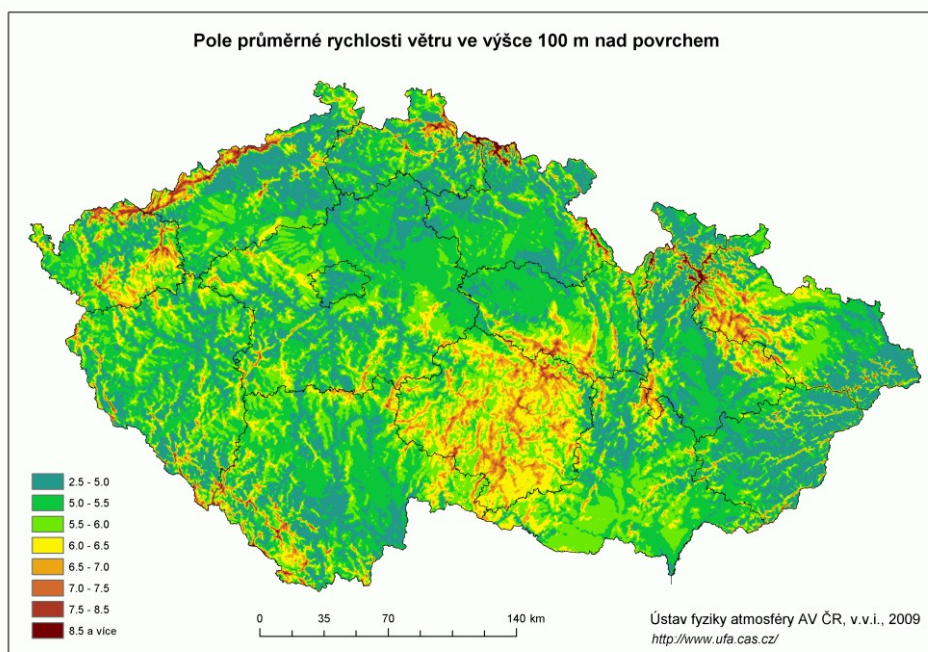 Pole průměrné rychlosti větru ve výšce 100 m nad povrchem
2.5 - 5.0
5.0 - 5.5
5.5 - 6.0
6.0 - 6.5
6.5 - 7.0
7.0 - 7.5
7.5 - 8.5
8.5 a více
0 35 70 140 km
Ústav fyziky atmosféry AV ČR, v.v.i., 2009
http://www.ufa.cas.cz/